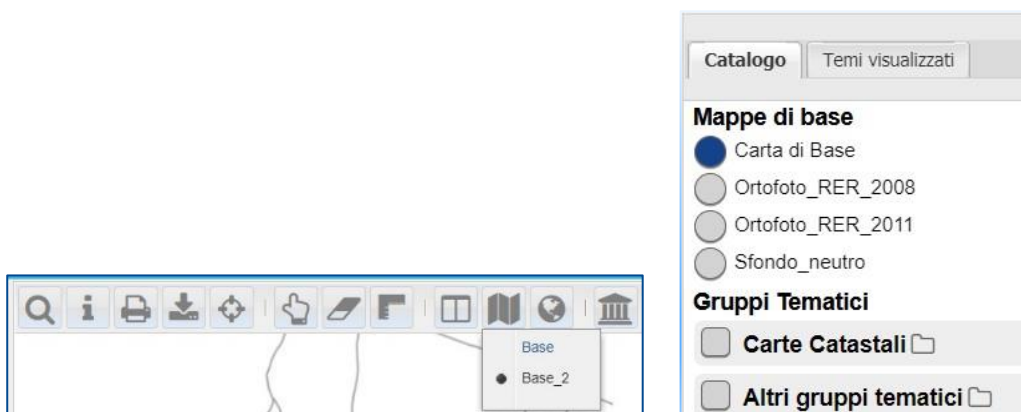 Base
Base_2
Catalogo
Temi visualizzati
Mappe di base
Carta di Base
Ortofoto_RER_2008
Ortofoto_RER_2011
Sfondo_neutro
Gruppi Tematici
Carte Catastali
Altri gruppi tematici